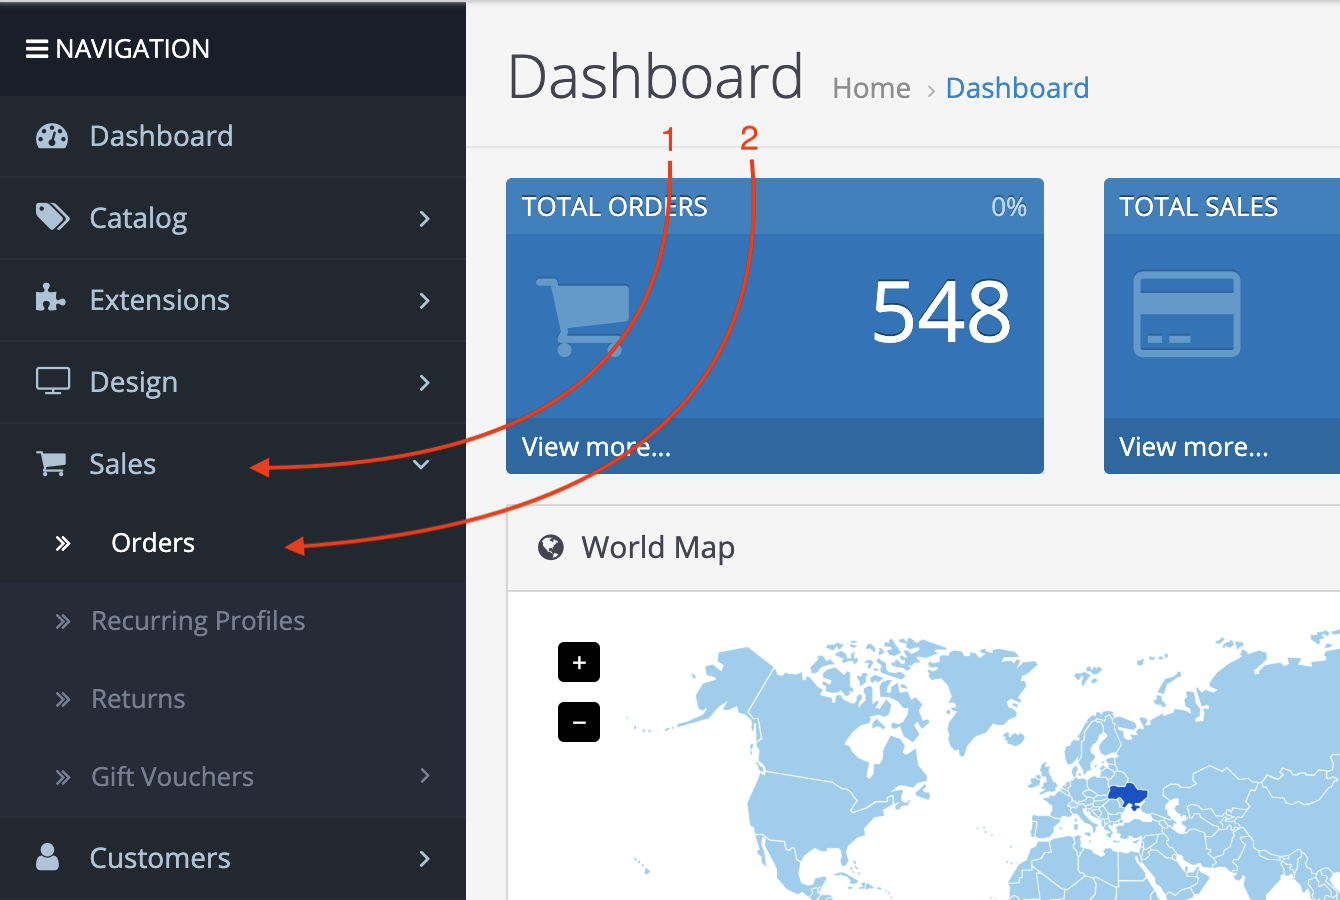 NAVIGATION
Dashboard
Catalog
Extensions
Design
Sales
Orders
Recurring Profiles
Returns
Gift Vouchers
Customers
Dashboard Home › Dashboard
1 2
TOTAL ORDERS 0%
548
View more...
TOTAL SALES
View more...
World Map
+
−